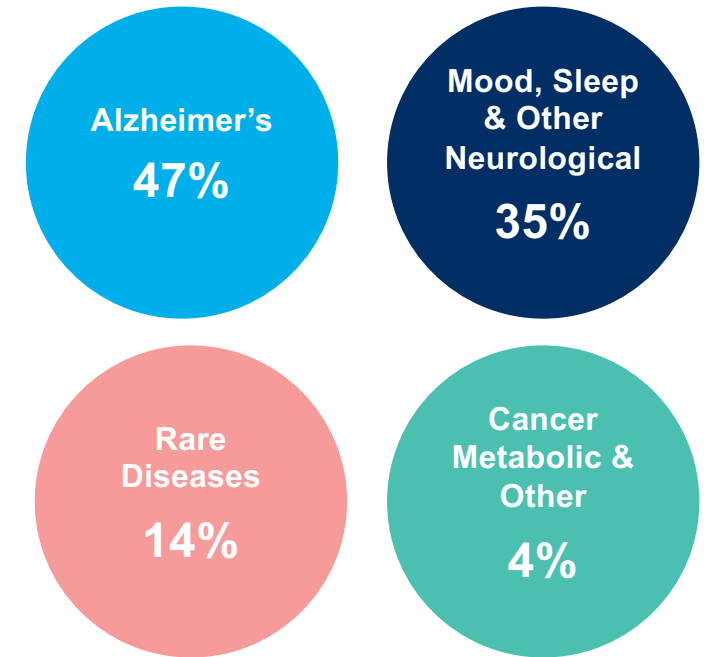 Alzheimer’s
47%
Mood, Sleep
& Other
Neurological
35%
Rare
Diseases
14%
Cancer
Metabolic &
Other
4%